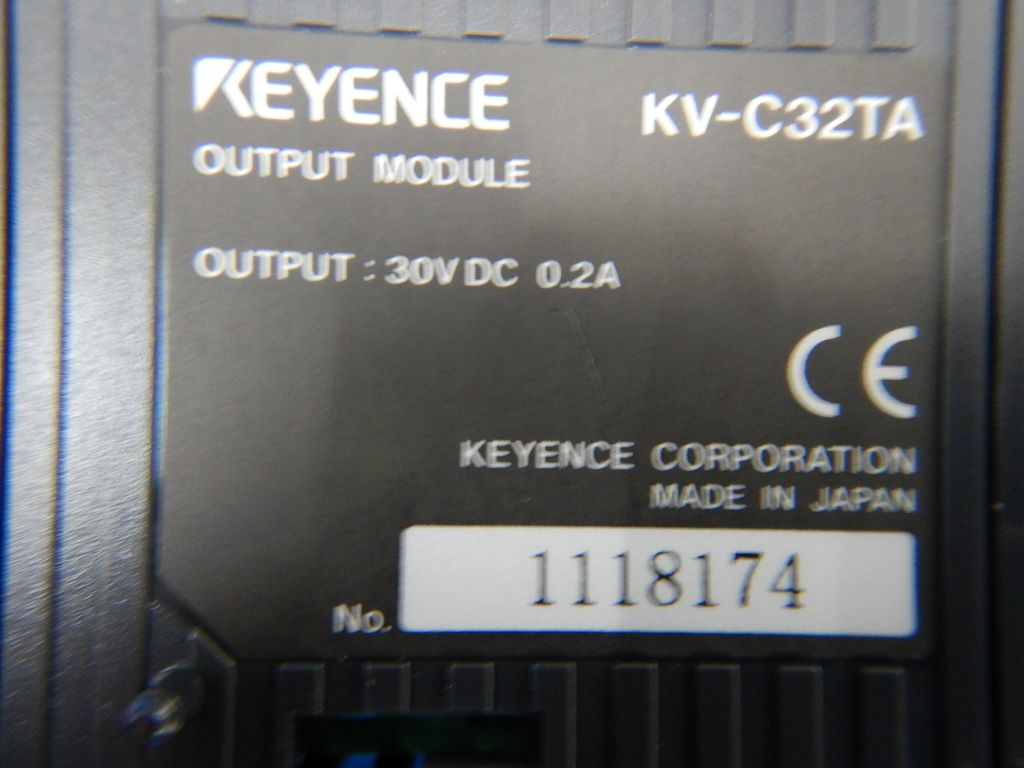 KEYENCE
KV-C32TA
OUTPUT MODULE
OUTPUT : 30V DC 0.2A
CE
KEYENCE CORPORATION
MADE IN JAPAN
No. 1118174